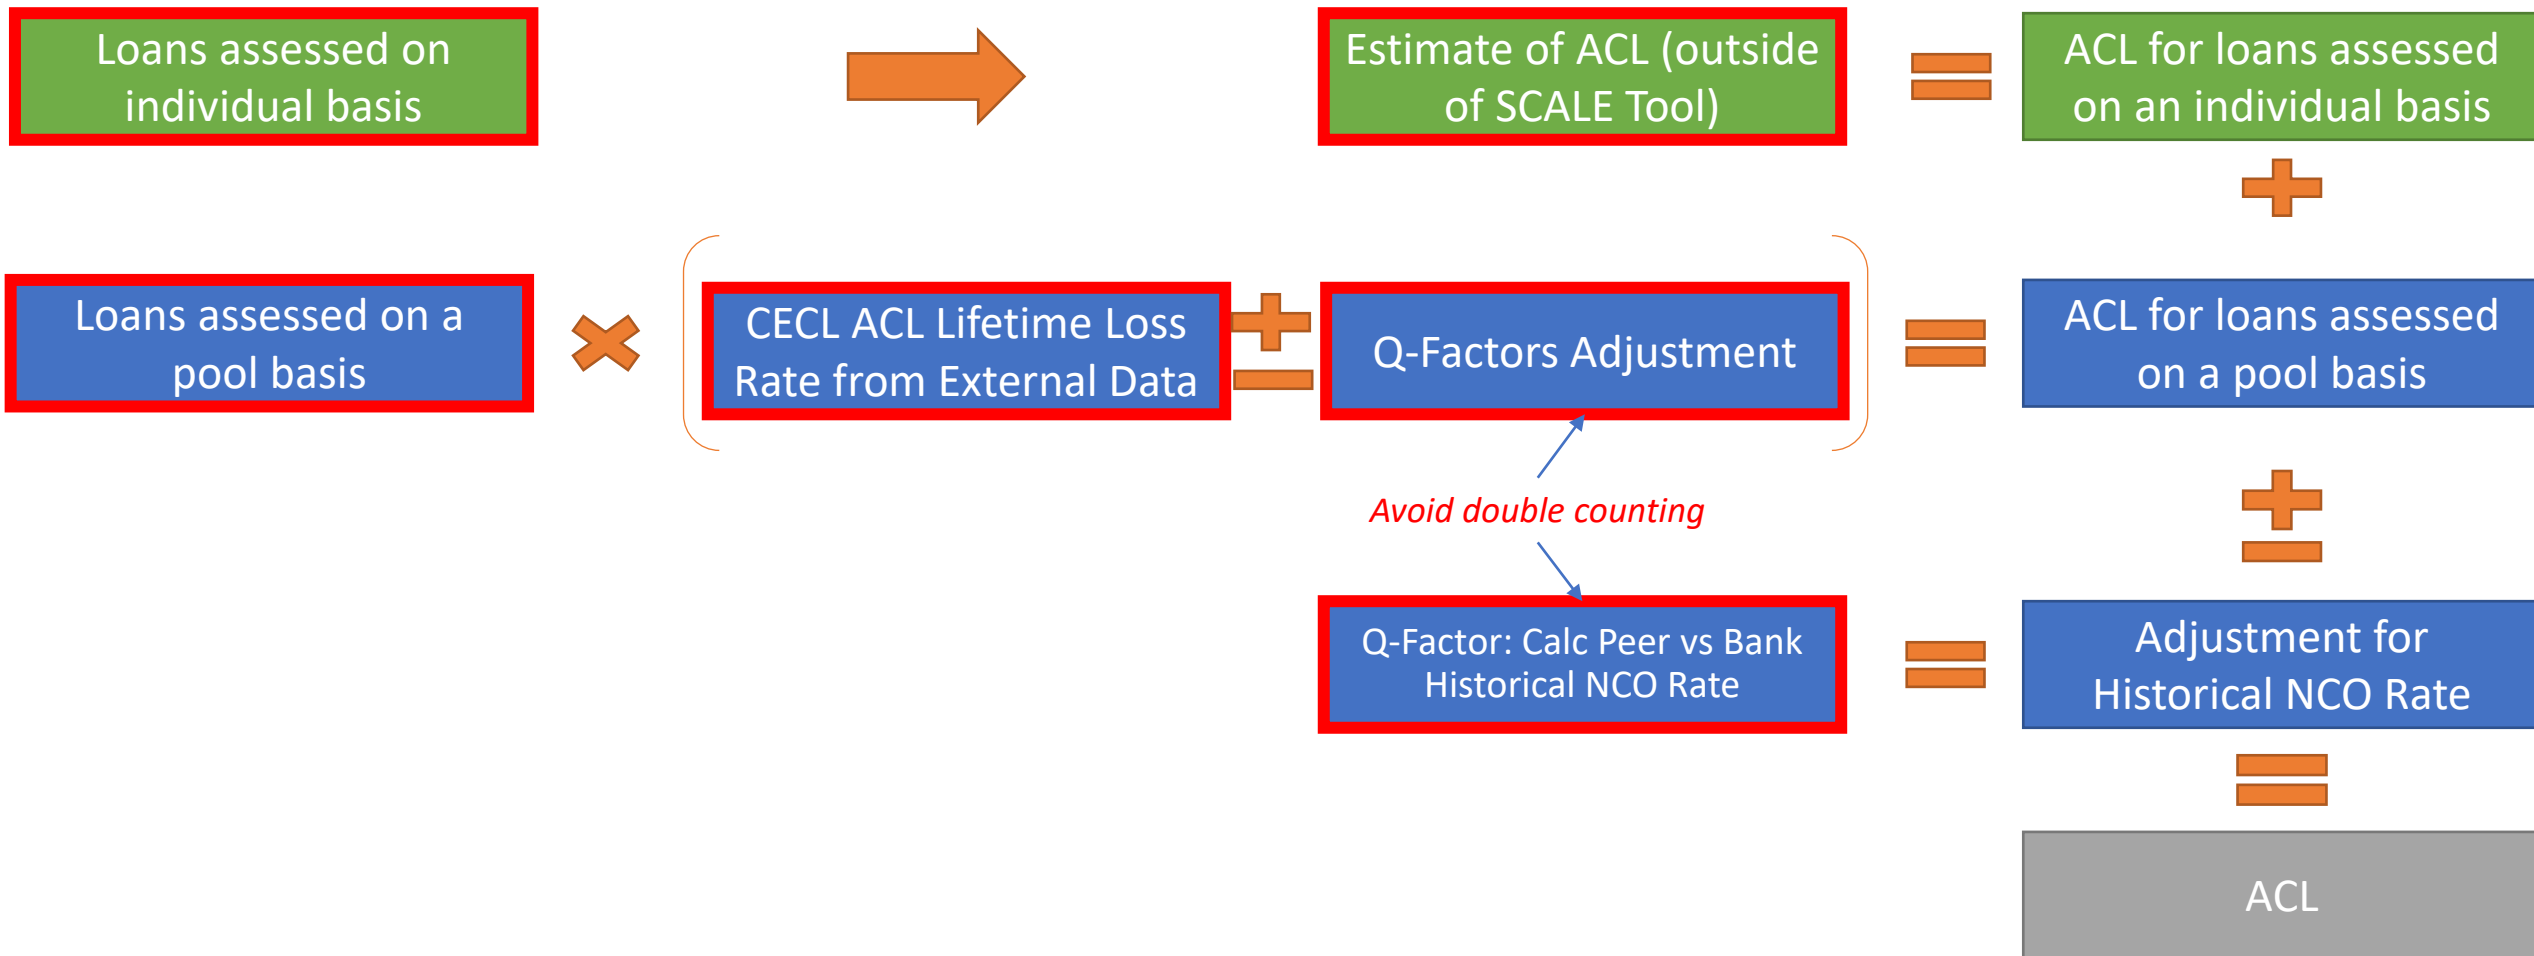 Loans assessed on
individual basis
Estimate of ACL (outside
of SCALE Tool)
ACL for loans assessed
on an individual basis
Loans assessed on a
pool basis
CECL ACL Lifetime Loss
Rate from External Data
Q-Factors Adjustment
ACL for loans assessed
on a pool basis
Avoid double counting
Q-Factor: Calc Peer vs Bank
Historical NCO Rate
Adjustment for
Historical NCO Rate
ACL